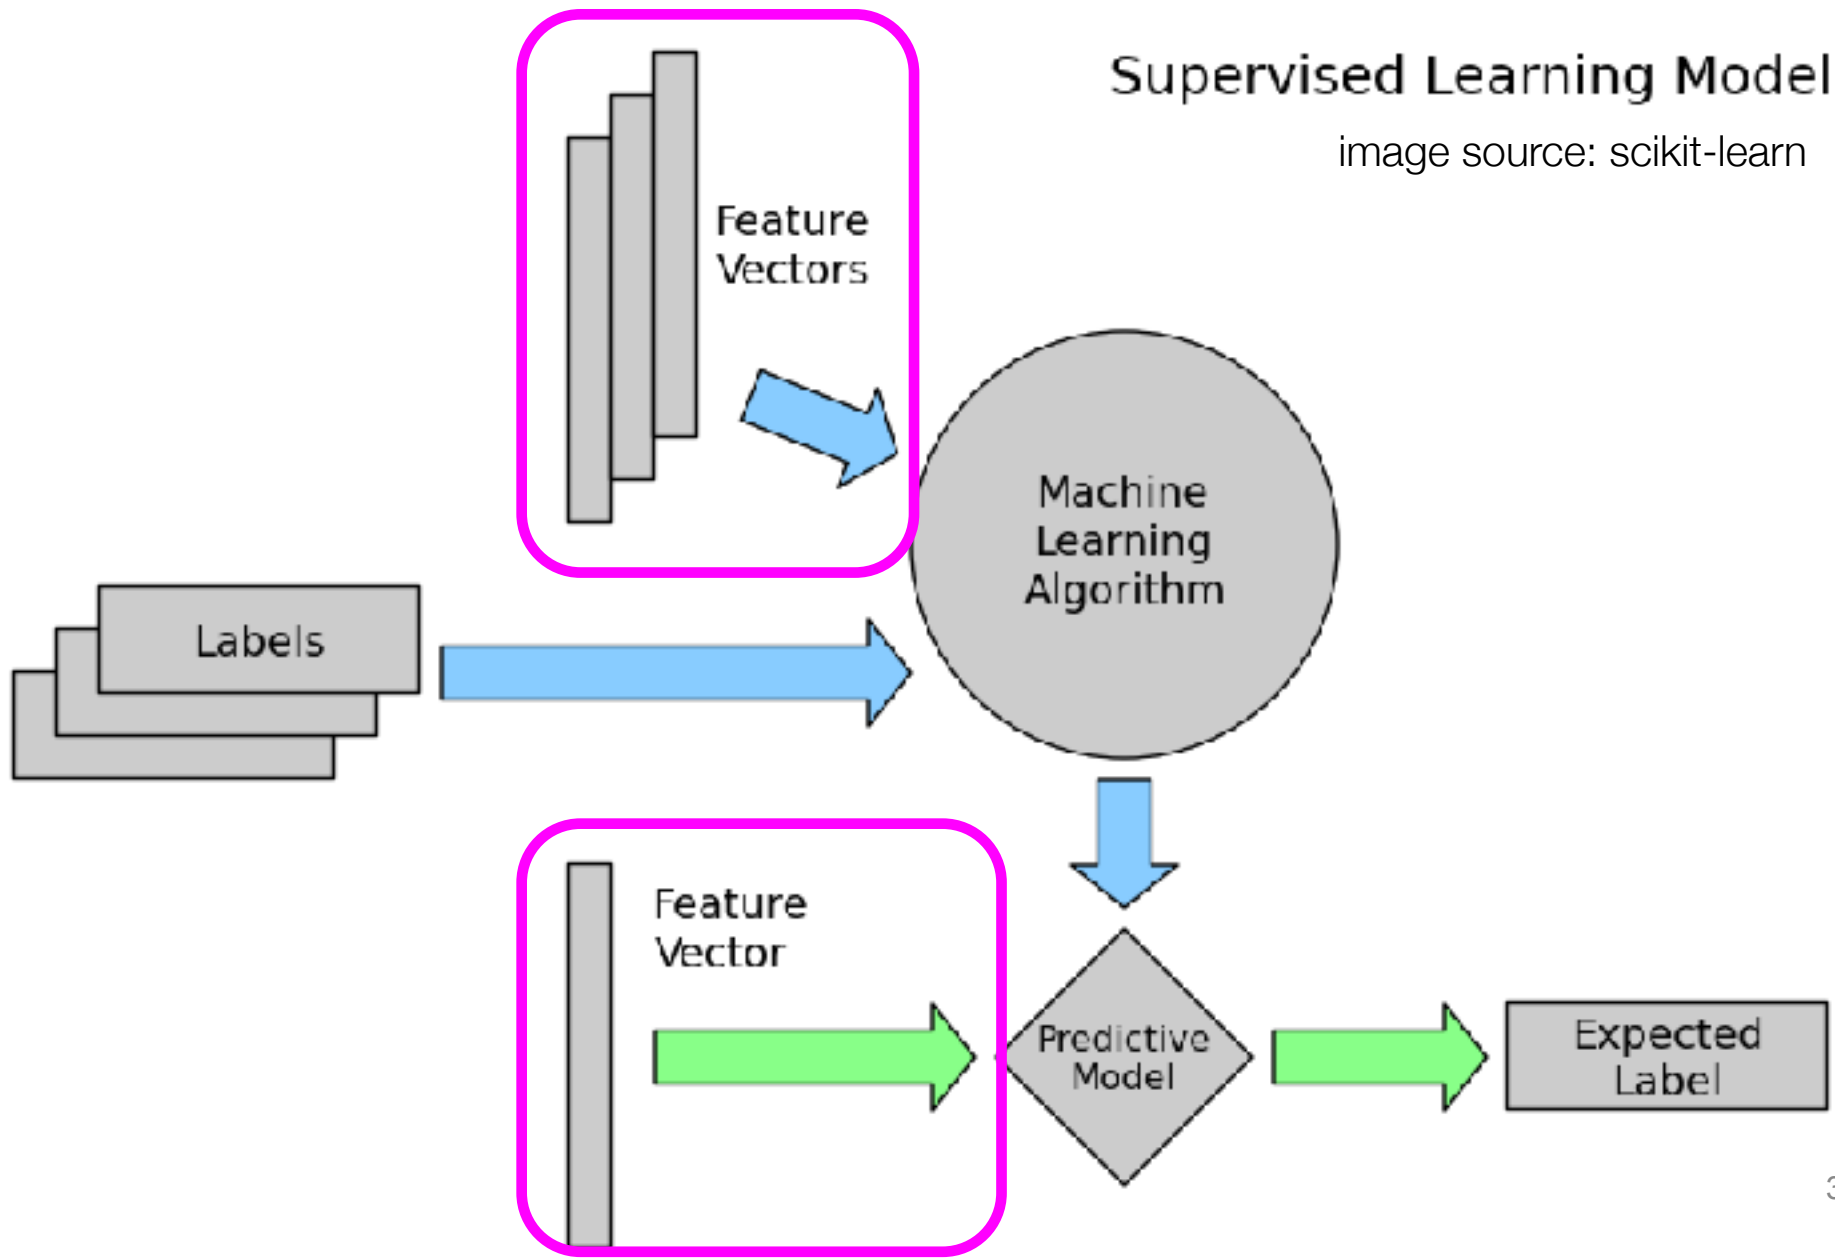 Supervised Learning Model
image source: scikit-learn
Feature
Vectors
Machine
Learning
Algorithm
Labels
Feature
Vector
Predictive
Model
Expected
Label
3